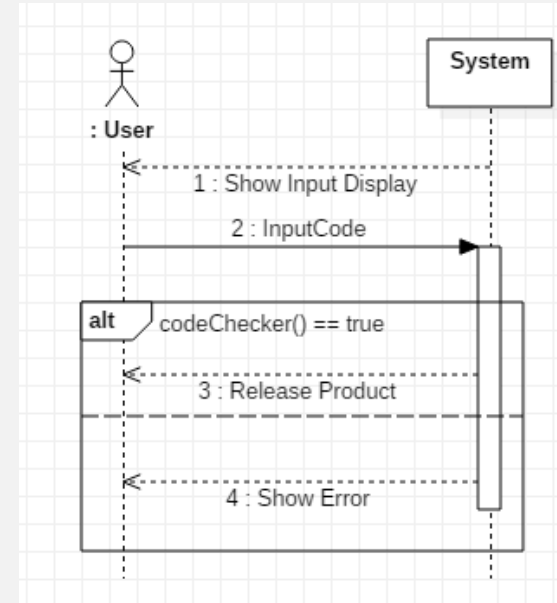 System
: User
1 : Show Input Display
2 : InputCode
alt
codeChecker() == true
3 : Release Product
4 : Show Error